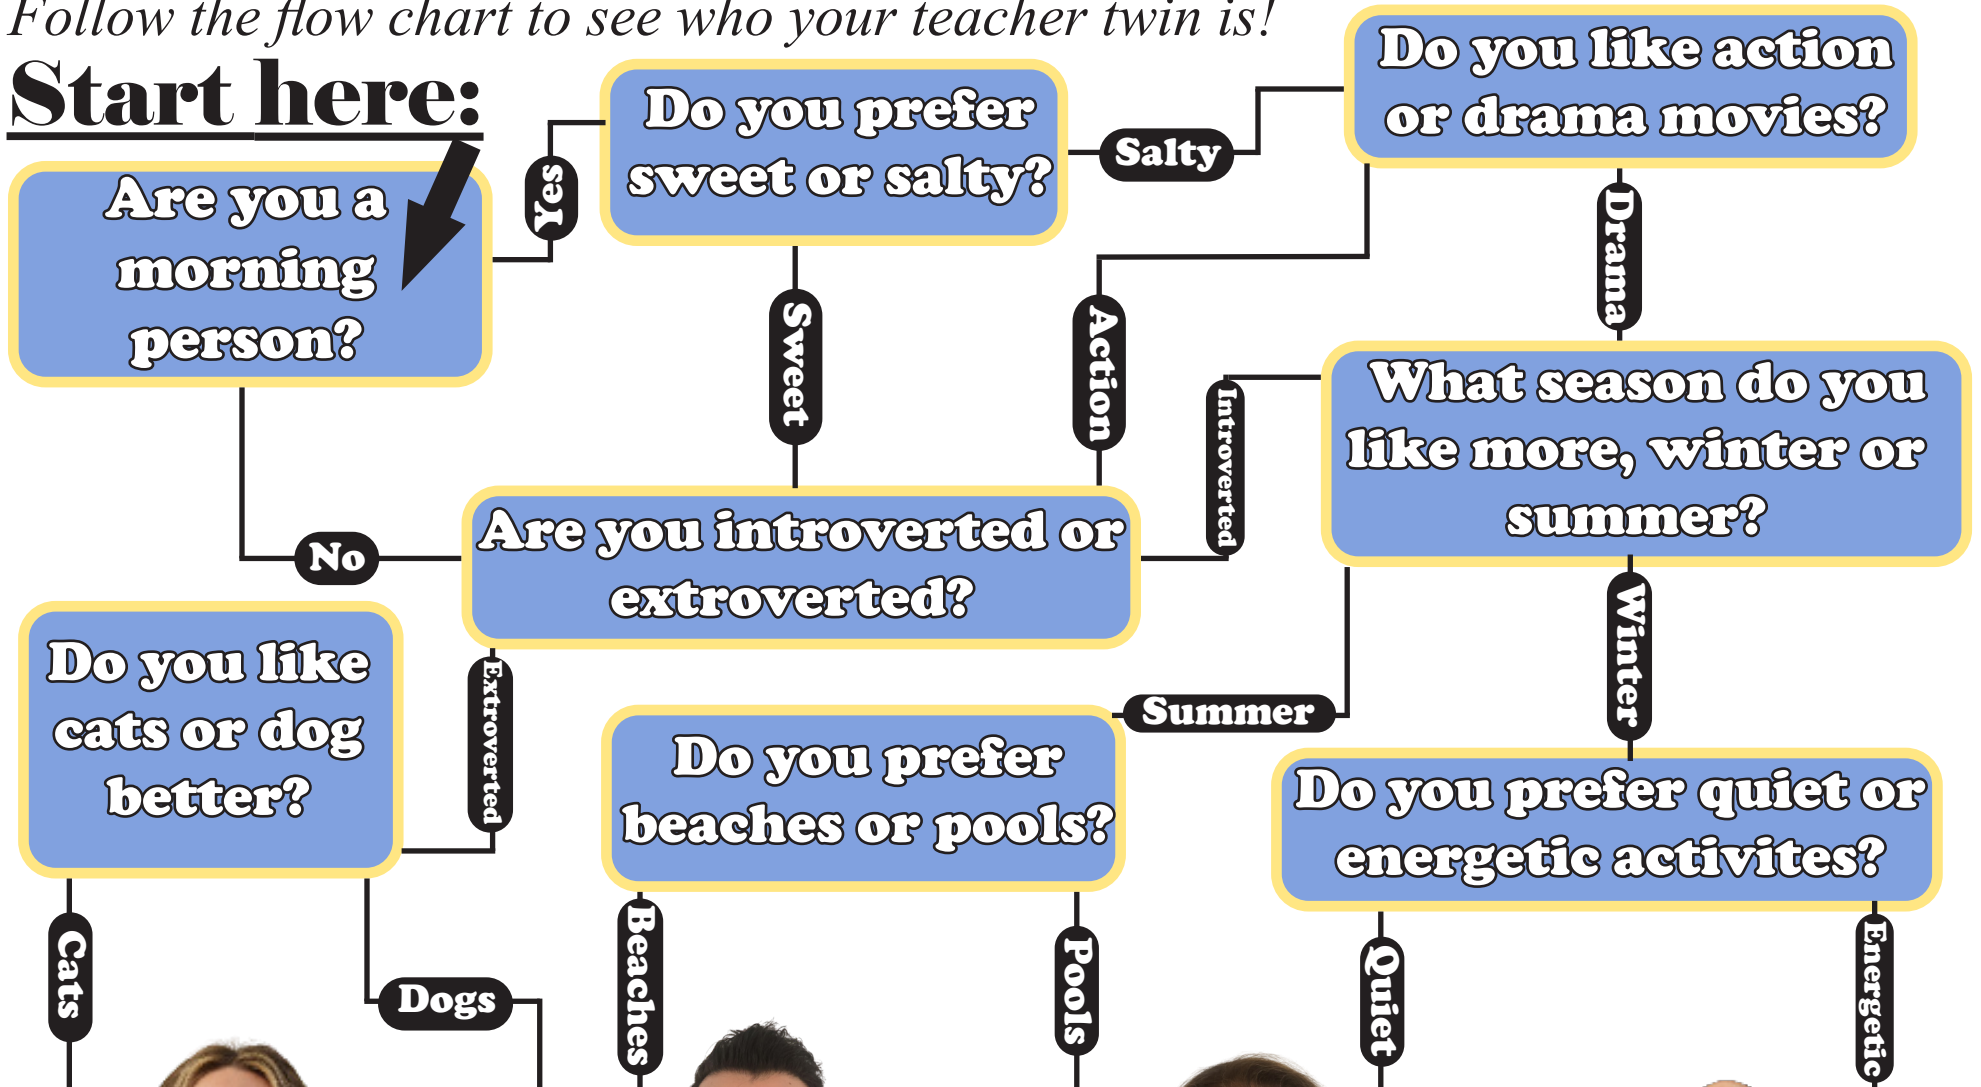 Follow the flow chart to see who your teacher twin is!
Start here:
Are you a
morning
person?
Yes
No
Do you prefer
sweet or salty?
Salty
Sweet
Do you like action
or drama movies?
Action
Drama
Are you introverted or
extroverted?
Introverted
Extroverted
What season do you
like more, winter or
summer?
Summer
Winter
Do you like
cats or dog
better?
Cats
Dogs
Do you prefer
beaches or pools?
Beaches
Pools
Do you prefer quiet or
energetic activites?
Quiet
Energetic